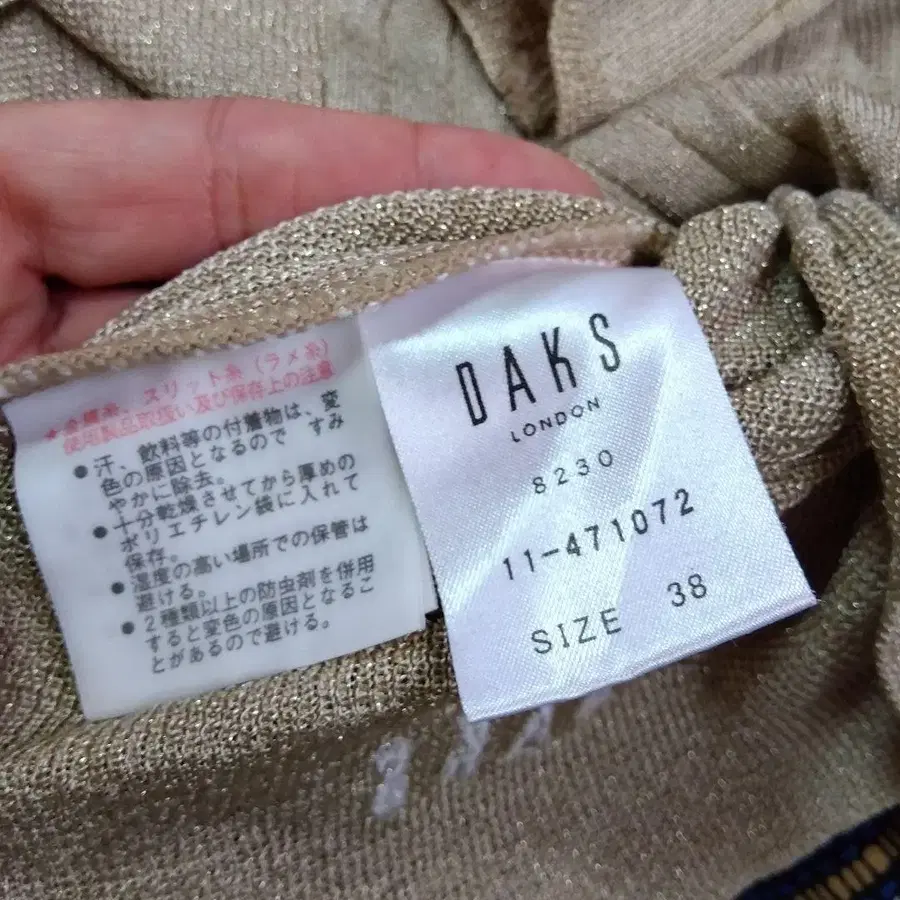 ★金属糸、スリット糸(ラメ糸)
使用製品取扱い及び保存上の注意
●汗、飲料等の付着物は、変
色の原因となるので すみ
やかに除去。
●十分乾燥させてから厚めの
ポリエチレン袋に入れて
保存。
●湿度の高い場所での保管は
避ける。
●2種類以上の防虫剤を併用
すると変色の原因となるこ
とがあるので避ける。
DAKS
LONDON
8230
11-471072
SIZE 38